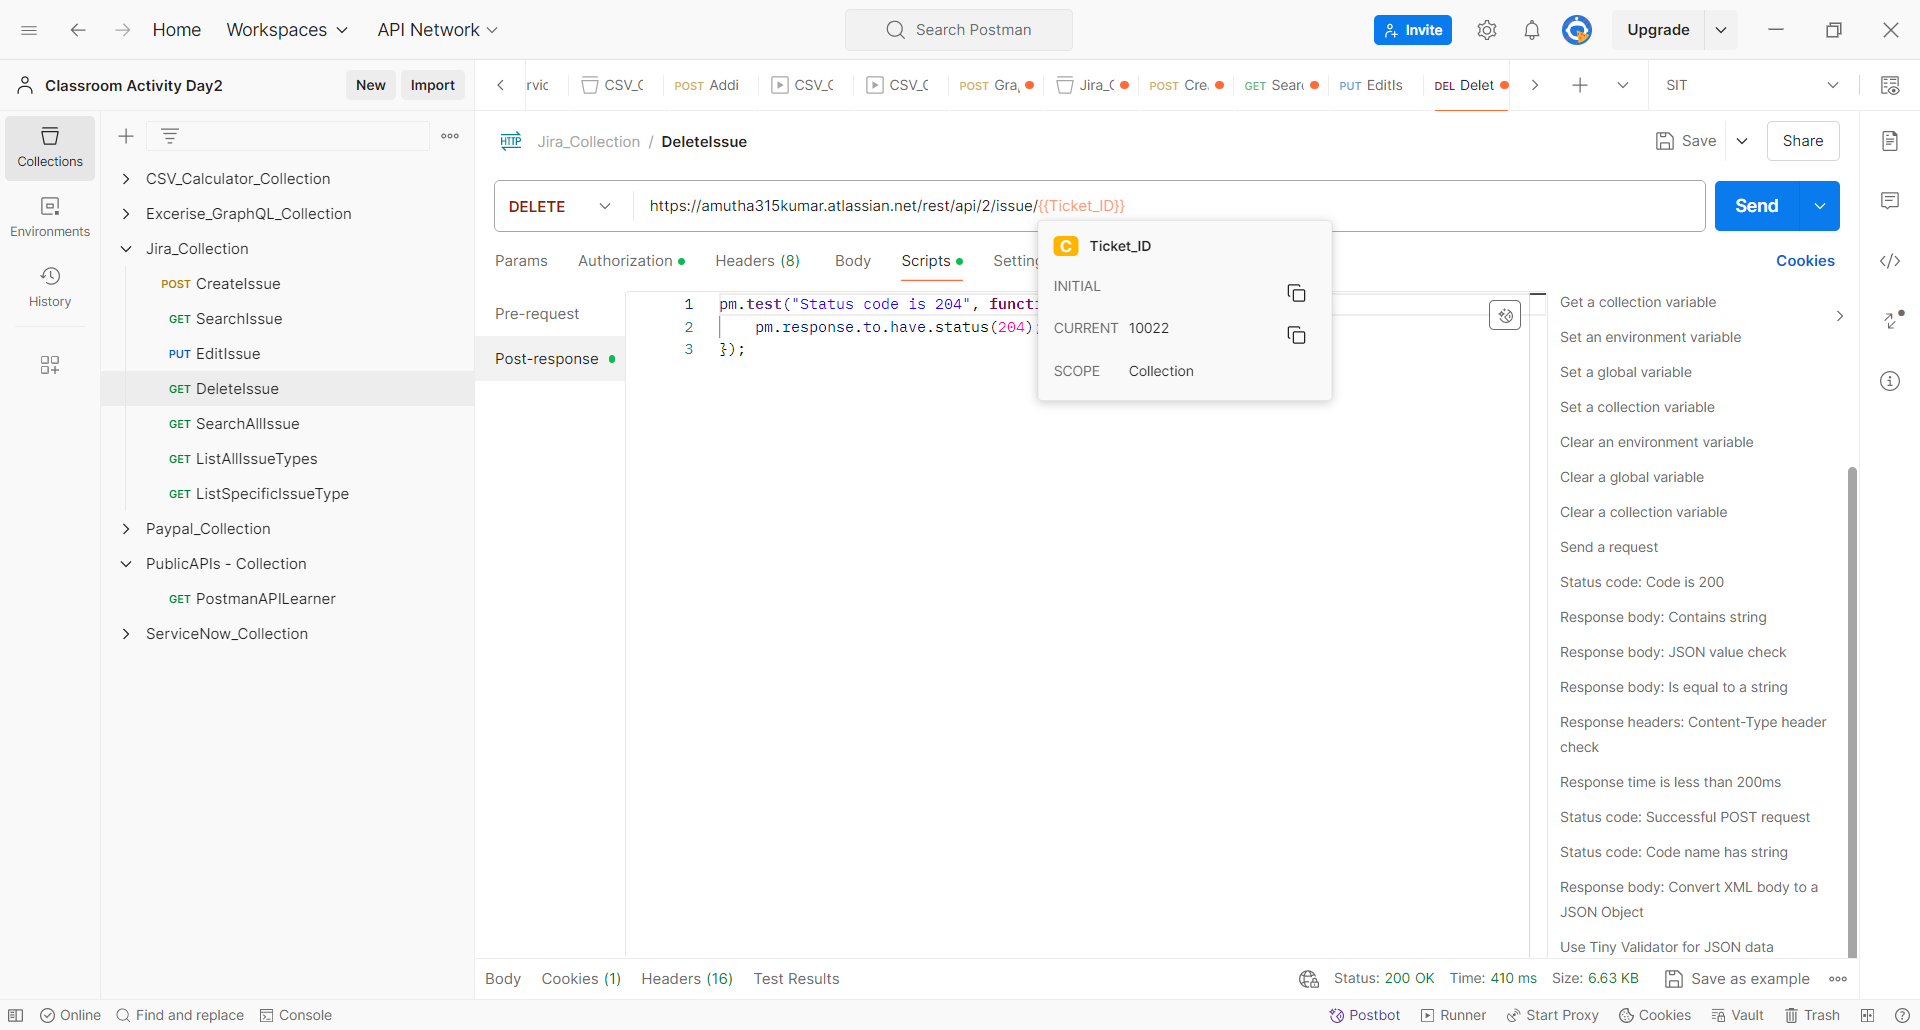 Home
Workspaces
API Network
Search Postman
Invite
Upgrade
Classroom Activity Day2
New
Import
rvic
CSV_C
POST Addi
CSV_C
CSV_C
POST Gra
Jira_C
POST Cre
GET Sear
PUT EditIs
DEL Delet
SIT
Collections
Environments
History
CSV_Calculator_Collection
Excerise_GraphQL_Collection
Jira_Collection
POST CreateIssue
GET SearchIssue
PUT EditIssue
GET DeleteIssue
GET SearchAllIssue
GET ListAllIssueTypes
GET ListSpecificIssueType
Paypal_Collection
PublicAPIs - Collection
GET PostmanAPILearner
ServiceNow_Collection
HTTP
Jira_Collection / DeleteIssue
Save
Share
DELETE
https://amutha315kumar.atlassian.net/rest/api/2/issue/{{Ticket_ID}}
Send
Params
Authorization
Headers (8)
Body
Scripts
Setting
Cookies
Pre-request
Post-response
1 pm.test("Status code is 204", functi
2 pm.response.to.have.status(204);
3 });
C Ticket_ID
INITIAL
CURRENT 10022
SCOPE Collection
Get a collection variable
Set an environment variable
Set a global variable
Set a collection variable
Clear an environment variable
Clear a global variable
Clear a collection variable
Send a request
Status code: Code is 200
Response body: Contains string
Response body: JSON value check
Response body: Is equal to a string
Response headers: Content-Type header
check
Response time is less than 200ms
Status code: Successful POST request
Status code: Code name has string
Response body: Convert XML body to a
JSON Object
Use Tiny Validator for JSON data
Body
Cookies (1)
Headers (16)
Test Results
Status: 200 OK
Time: 410 ms
Size: 6.63 KB
Save as example
Online
Find and replace
Console
Postbot
Runner
Start Proxy
Cookies
Vault
Trash